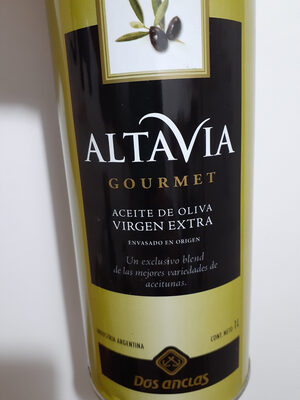 ALTAVIA
GOURMET
ACEITE DE OLIVA
VIRGEN EXTRA
ENVASADO EN ORIGEN
Un exclusivo blend
de las mejores variedades de
aceitunas.
INDUSTRIA ARGENTINA
CONT. NETO 1L
Dos anclas